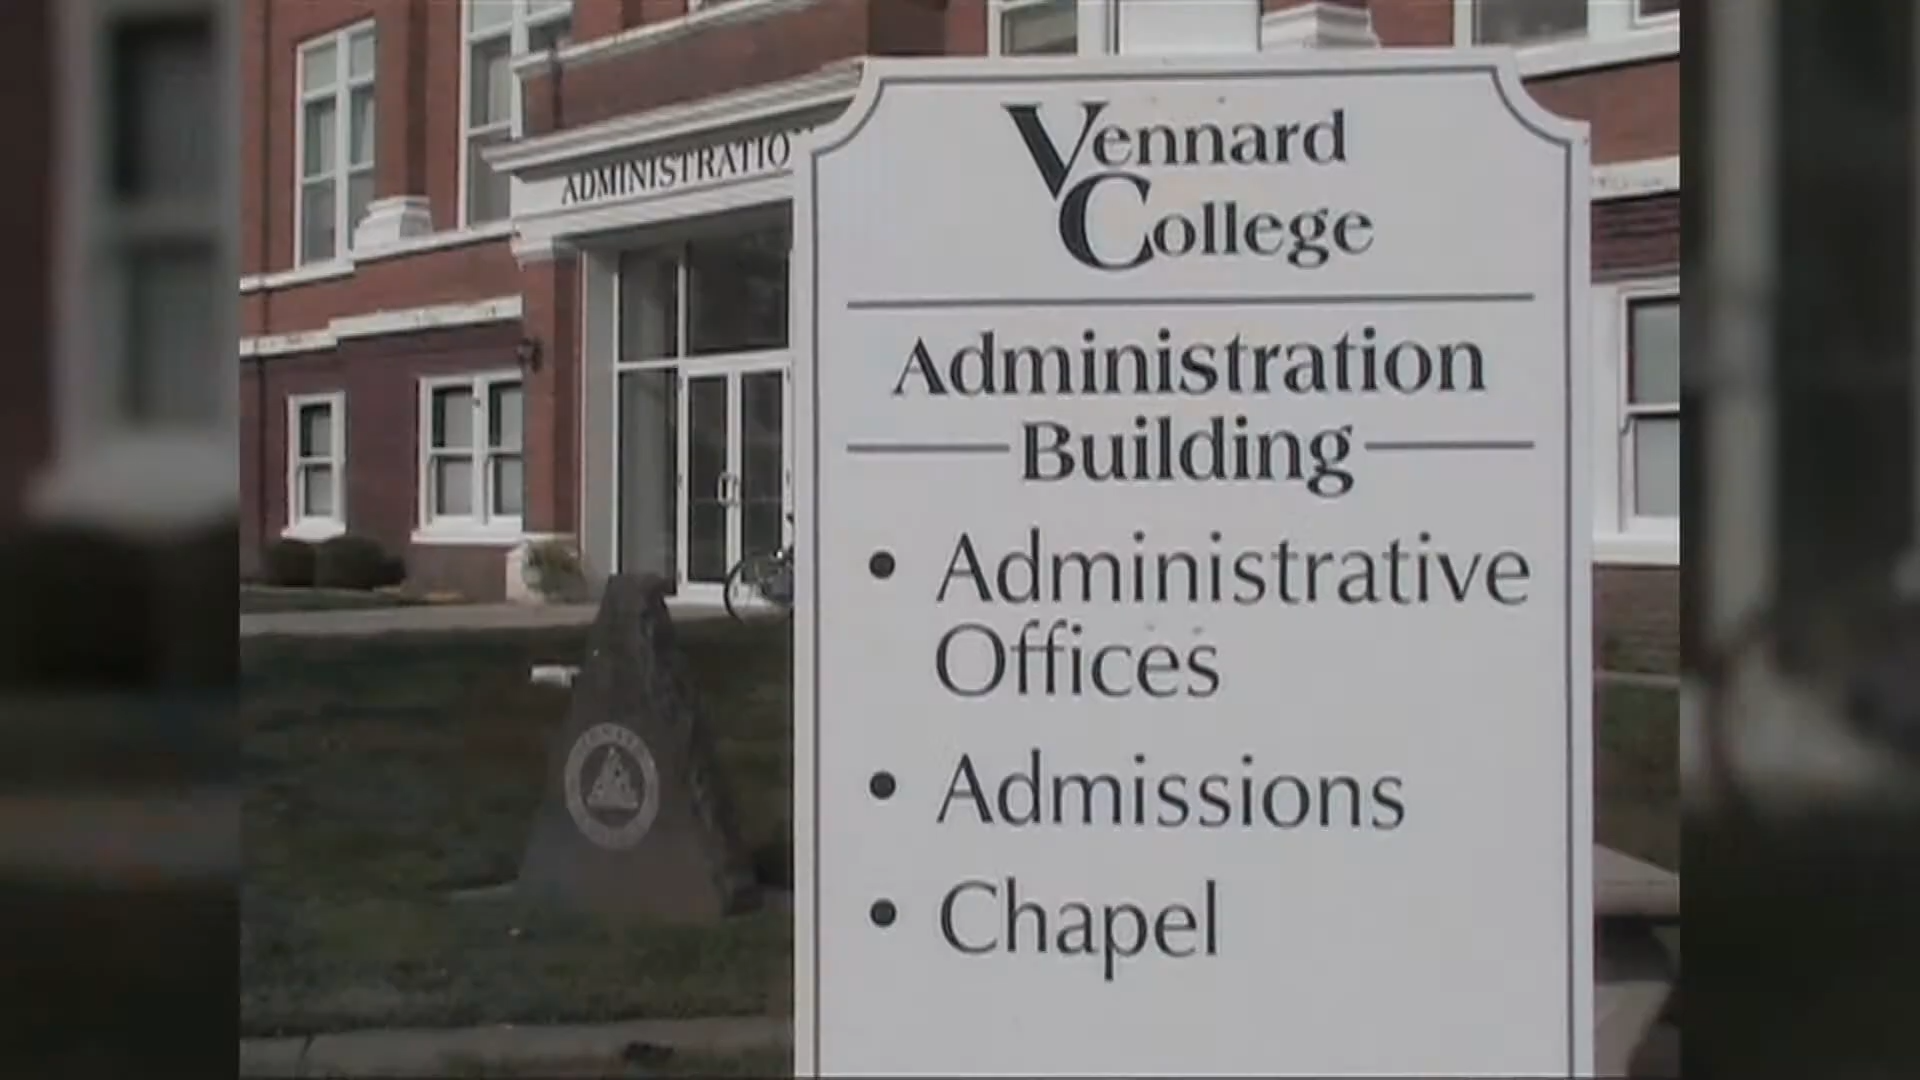 ADMINISTRATIO
Vennard
College
Administration
Building
• Administrative
Offices
• Admissions
• Chapel